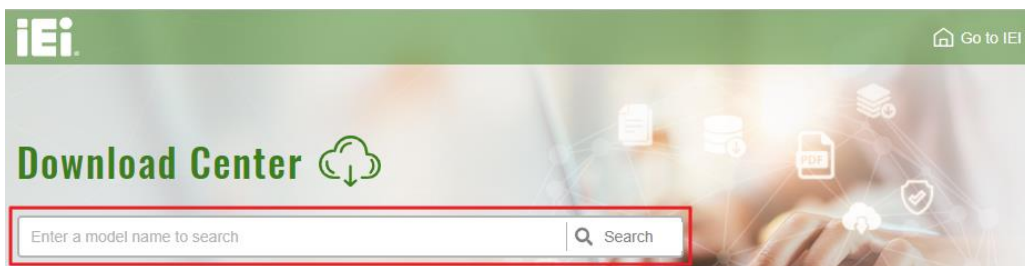 iEi
Go to IEI
PDF
Download Center
Enter a model name to search
Search